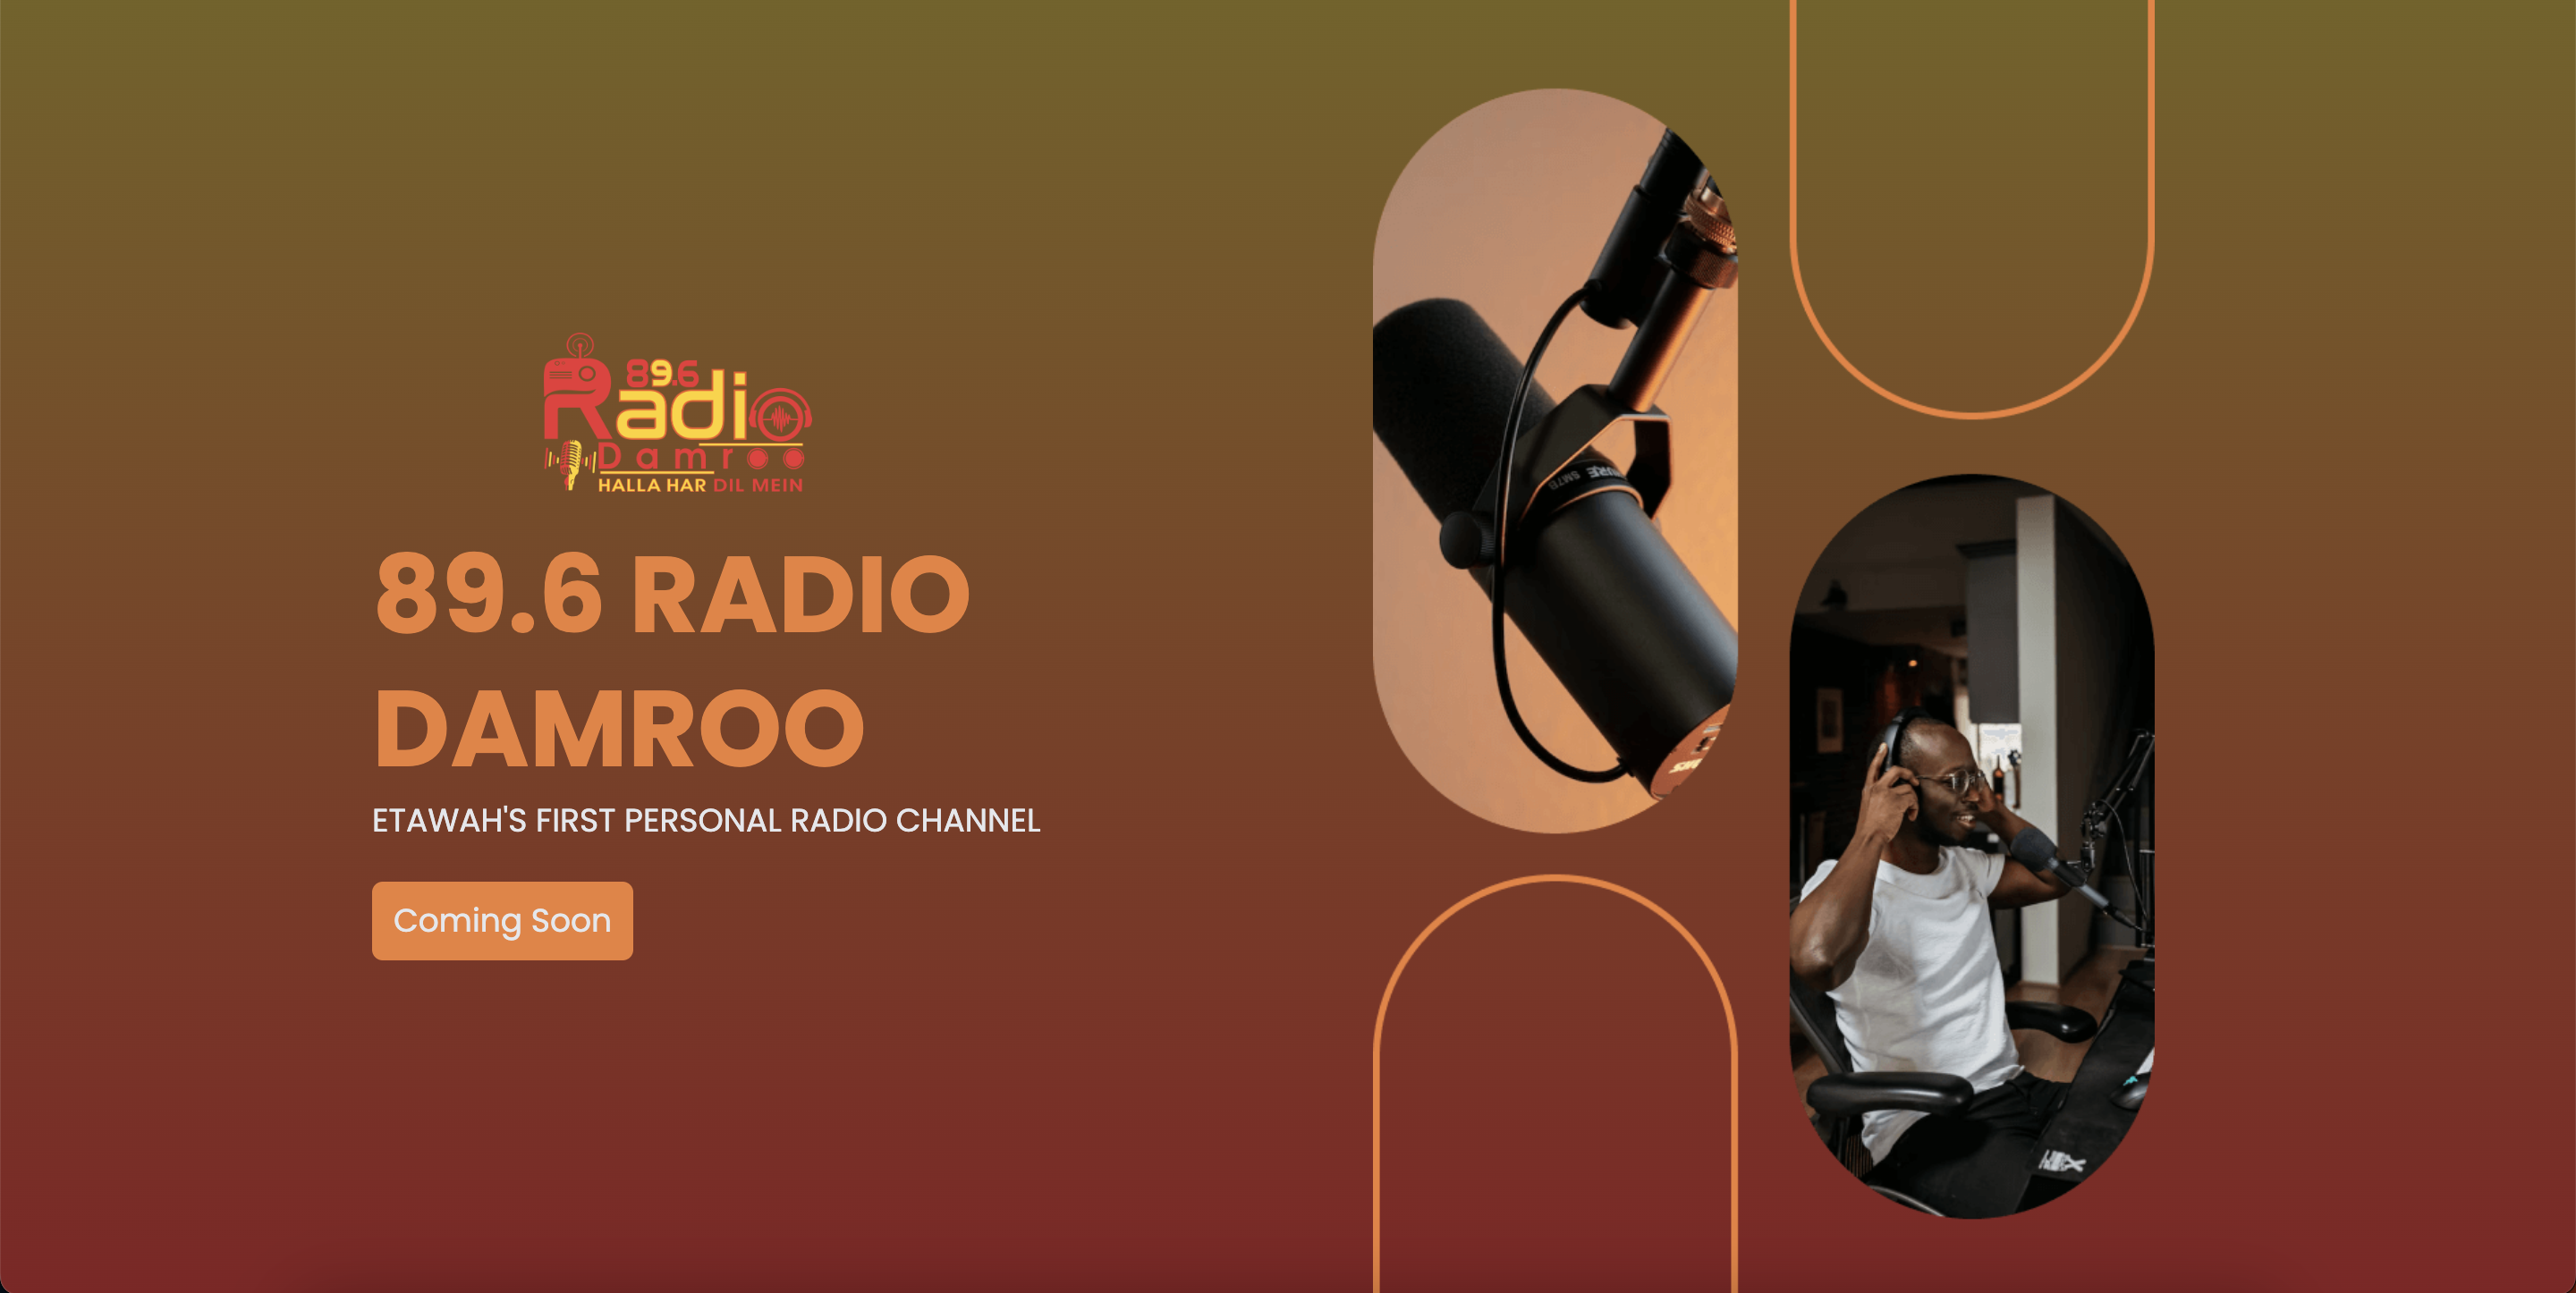 89.6
Radio
Damroo
HALLA HAR DIL MEIN
89.6 RADIO
DAMROO
ETAWAH'S FIRST PERSONAL RADIO CHANNEL
Coming Soon
SM7B